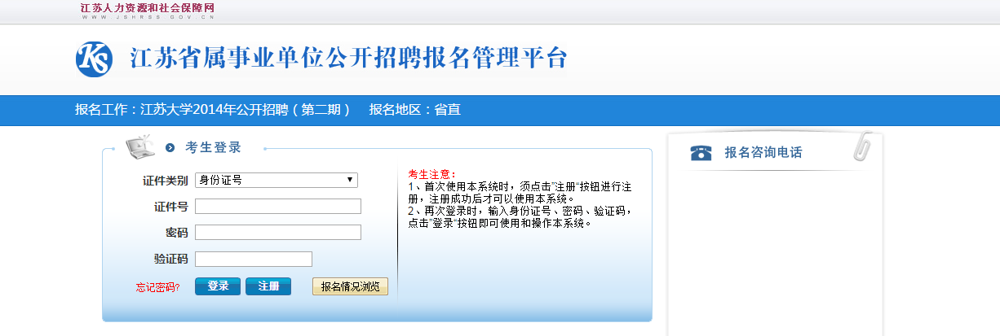 江苏人力资源和社会保障网
WWW.JSHRSS.GOV.CN
KS 江苏省属事业单位公开招聘报名管理平台
报名工作：江苏大学2014年公开招聘（第二期） 报名地区：省直
考生登录
证件类别 身份证号
证件号
密码
验证码
忘记密码? 登录 注册 报名情况浏览
考生注意：
1、首次使用本系统时，须点击”注册“按钮进行注
册，注册成功后才可以使用本系统。
2、再次登录时，输入身份证号、密码、验证码，
点击”登录“按钮即可使用和操作本系统。
报名咨询电话